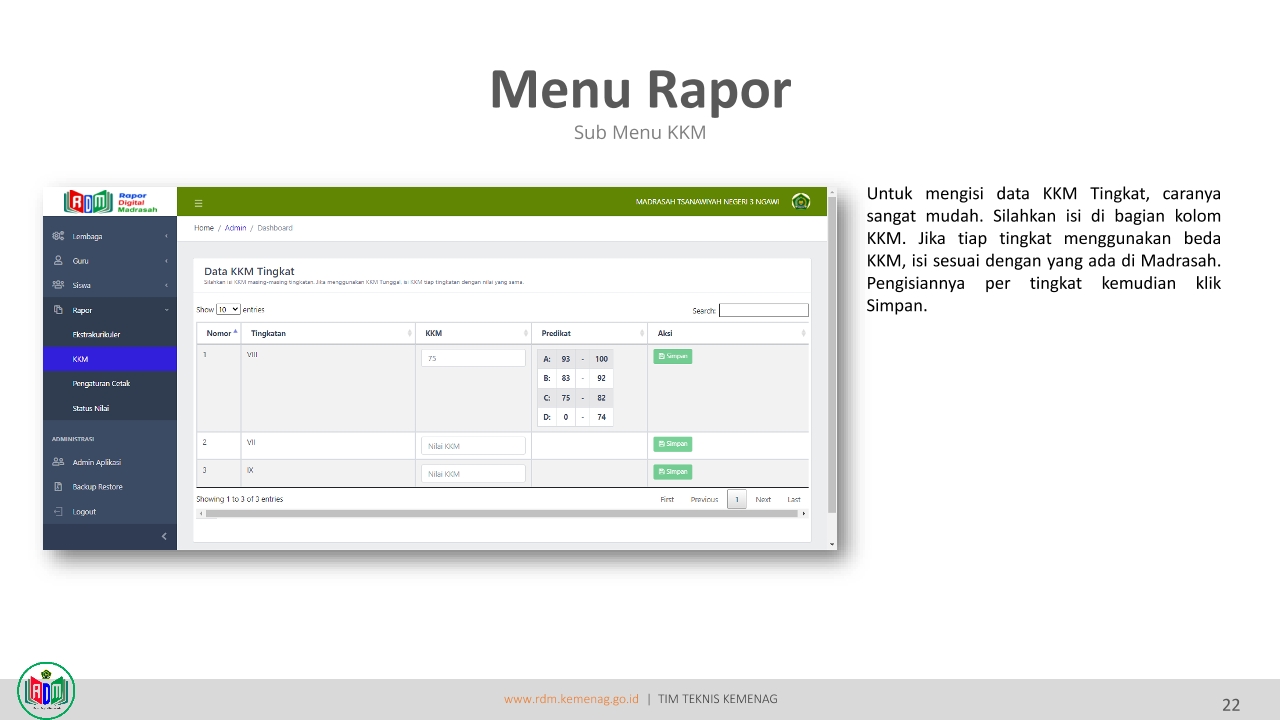 Menu Rapor
Sub Menu KKM
RDM Rapor
Digital
Madrasah
MADRASAH TSANAWIYAH NEGERI 3 NGAWI
Home / Admin / Dashboard
Lembaga
Guru
Siswa
Rapor
Ekstrakurikuler
KKM
Pengaturan Cetak
Status Nilai
ADMINISTRASI
Admin Aplikasi
Backup Restore
Logout
Data KKM Tingkat
Silahkan isi KKM masing-masing tingkatan. Jika menggunakan KKM Tunggal, isi KKM tiap tingkatan dengan nilai yang sama.
Show 10 entries
Search:
Nomor Tingkatan KKM Predikat Aksi
1 VIII 75 Simpan
A: 93 - 100
B: 83 - 92
C: 75 - 82
D: 0 - 74
2 VII Nilai KKM Simpan
3 IX Nilai KKM Simpan
Showing 1 to 3 of 3 entries
First Previous 1 Next Last
Untuk mengisi data KKM Tingkat, caranya
sangat mudah. Silahkan isi di bagian kolom
KKM. Jika tiap tingkat menggunakan beda
KKM, isi sesuai dengan yang ada di Madrasah.
Pengisiannya per tingkat kemudian klik
Simpan.
RDM
www.rdm.kemenag.go.id | TIM TEKNIS KEMENAG
22